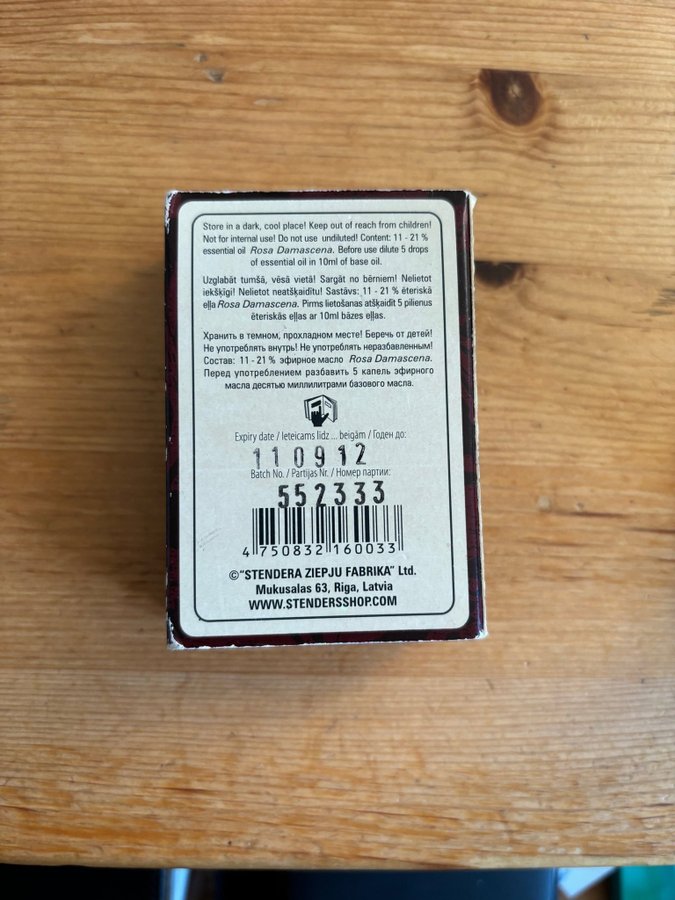 Store in a dark, cool place! Keep out of reach from children!
Not for internal use! Do not use undiluted! Content: 11 - 21 %
essential oil Rosa Damascena. Before use dilute 5 drops
of essential oil in 10ml of base oil.
Uzglabāt tumšā, vēsā vietā! Sargāt no bērniem! Nelietot
iekšķīgi! Nelietot neatšķaidītu! Sastāvs: 11 - 21 % ēteriskā
eļļa Rosa Damascena. Pirms lietošanas atšķaidīt 5 pilienus
ēteriskās eļļas ar 10ml bāzes eļļas.
Хранить в темном, прохладном месте! Беречь от детей!
Не употреблять внутрь! Не употреблять неразбавленным!
Состав: 11 - 21 % эфирное масло Rosa Damascena.
Перед употреблением разбавить 5 капель эфирного
масла десятью миллилитрами базового масла.
Expiry date / Ieteicams līdz ... beigām / Годен до:
110912
Batch No. / Partijas Nr. / Номер партии:
552333
4 750832 160033
©"STENDERA ZIEPJU FABRIKA" Ltd.
Mukusalas 63, Riga, Latvia
WWW.STENDERSSHOP.COM